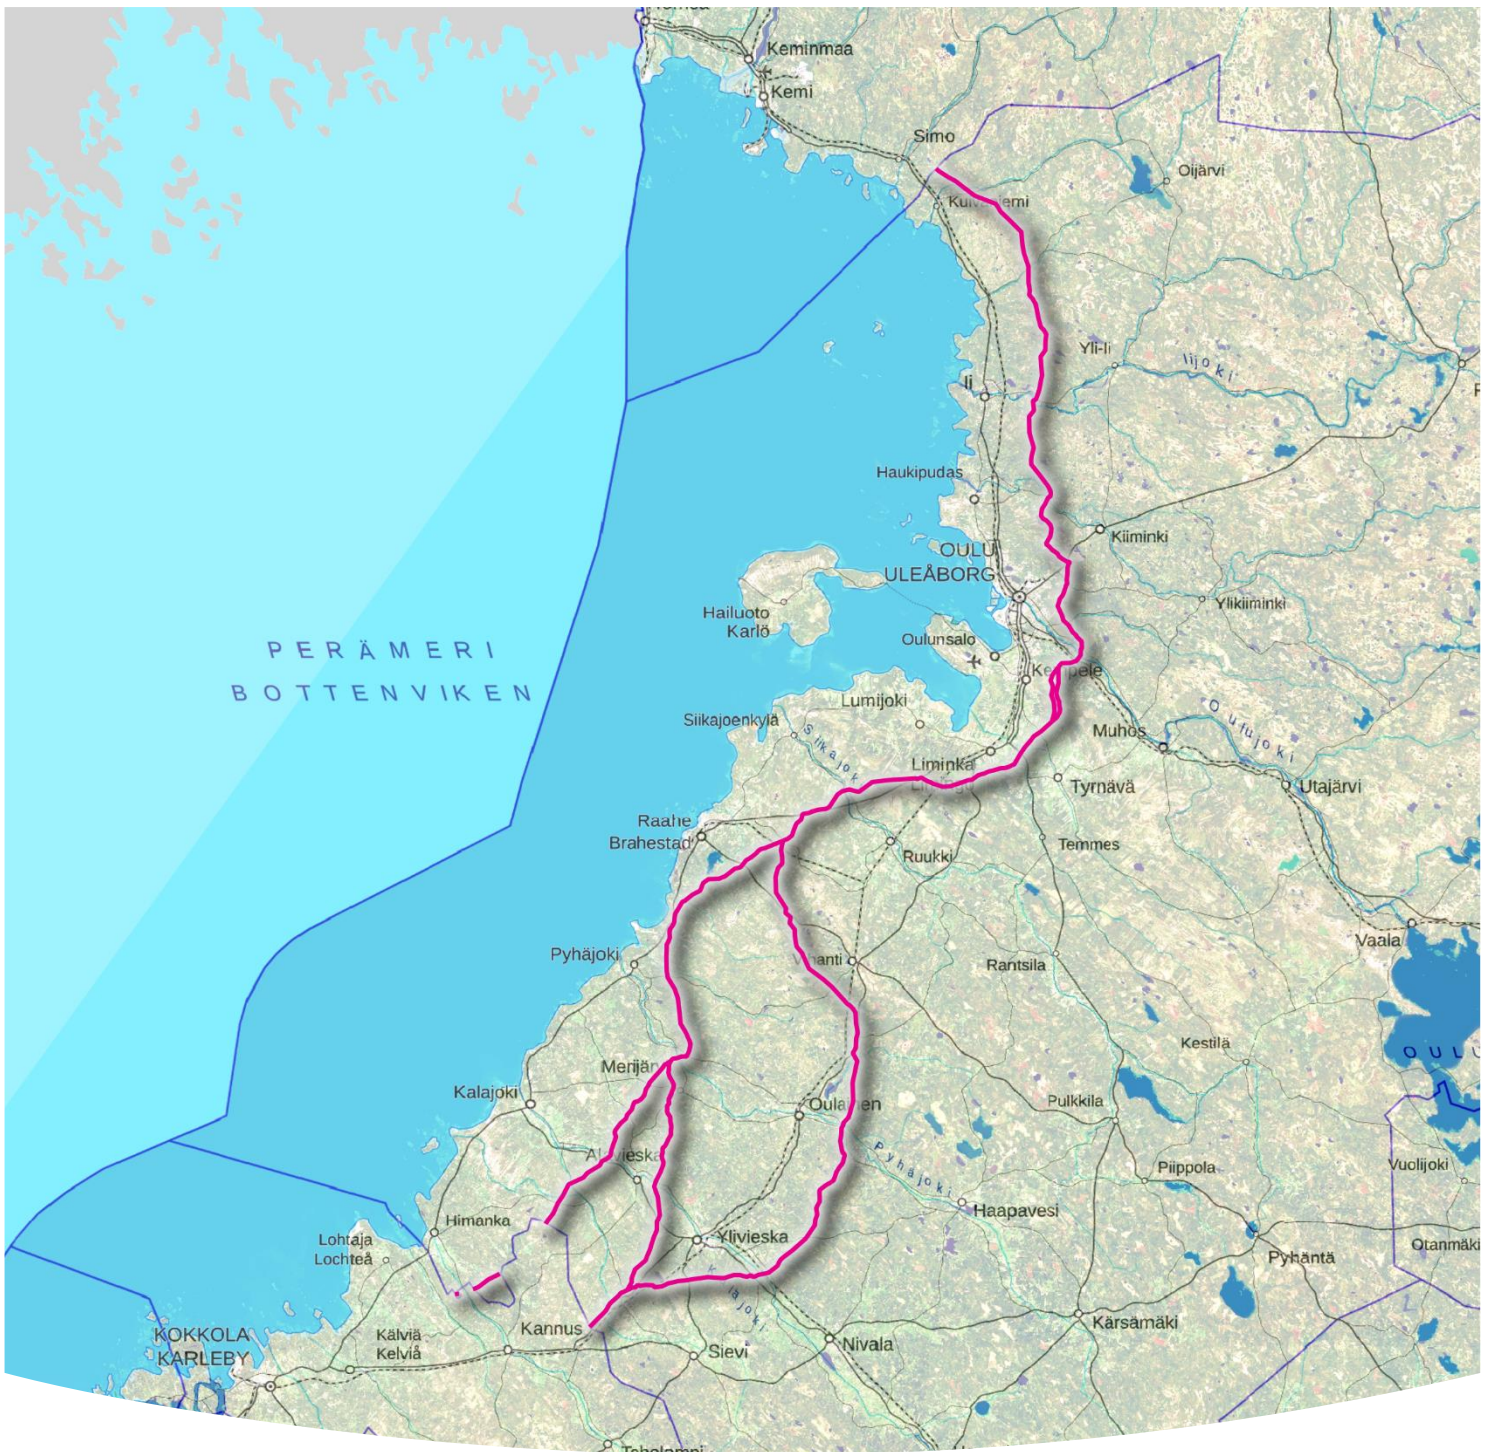 Keminmaa
Kemi
Simo
Oijärvi
Yli-Ii
Iijoki
Ii
Haukipudas
OULU
ULEÅBORG
Kiiminki
Ylikiiminki
Hailuoto
Karlö
Oulunsalo
PERÄMERI
BOTTENVIKEN
Lumijoki
Siikajoenkylä
Muhos
Oulujoki
Liminka
Tyrnävä
Utajärvi
Raahe
Brahestad
Ruukki
Temmes
Vaala
Pyhäjoki
Rantsila
Kestilä
Kalajoki
Pulkkila
Pyhäjoki
Piippola
Vuolijoki
Haapavesi
Himanka
Lohtaja
Lochteå
Ylivieska
Pyhäntä
Otanmäki
Kannus
KOKKOLA
KARLEBY
Kälviä
Kelviå
Sievi
Nivala
Kärsämäki